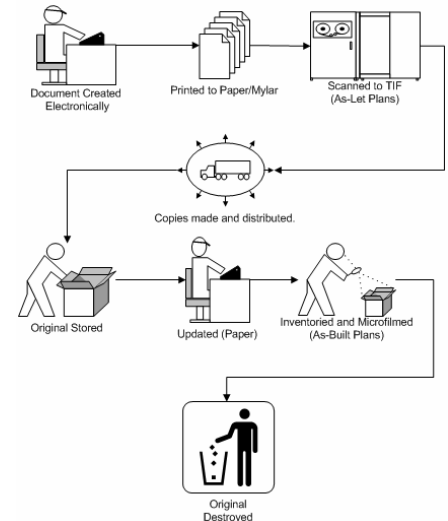 Document Created
Electronically
Printed to Paper/Mylar
Scanned to TIF
(As-Let Plans)
Copies made and distributed.
Original Stored
Updated (Paper)
Inventoried and Microfilmed
(As-Built Plans)
Original
Destroyed